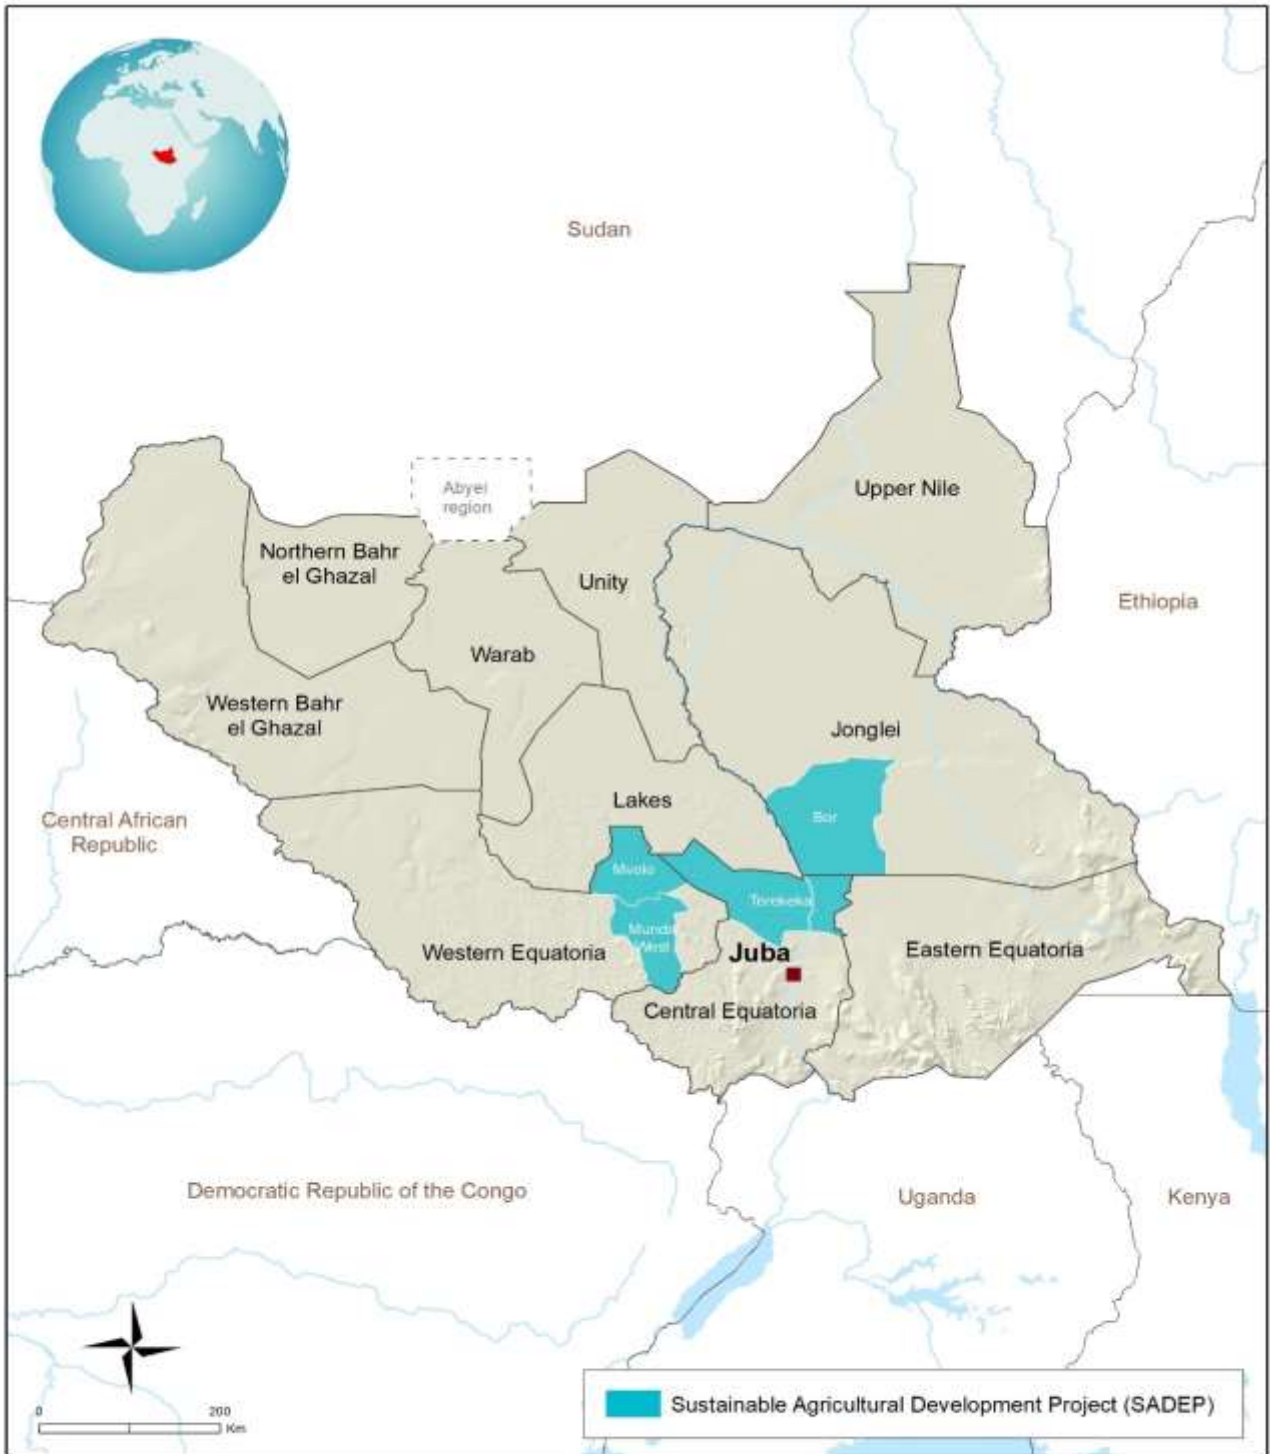 Sudan
Abyei
region
Upper Nile
Northern Bahr
el Ghazal
Unity
Ethiopia
Warab
Western Bahr
el Ghazal
Jonglei
Lakes
Bor
Central African
Republic
Mvolo
Terekeka
Mundri
West
Western Equatoria
Juba
Eastern Equatoria
Central Equatoria
Democratic Republic of the Congo
Uganda
Kenya
Sustainable Agricultural Development Project (SADEP)
0
200
Km